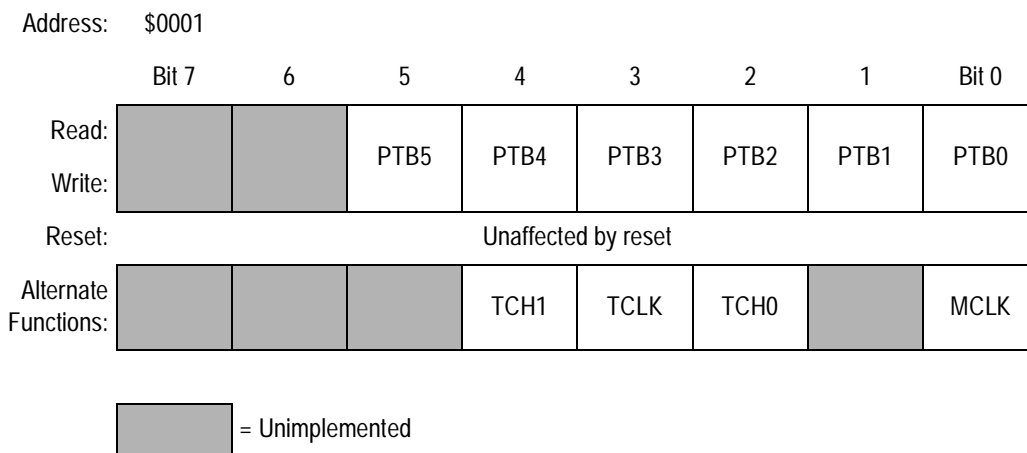 Address: $0001
Bit 7 6 5 4 3 2 1 Bit 0
Read:
PTB5 PTB4 PTB3 PTB2 PTB1 PTB0
Write:
Reset: Unaffected by reset
Alternate
Functions:
TCH1 TCLK TCH0 MCLK
= Unimplemented